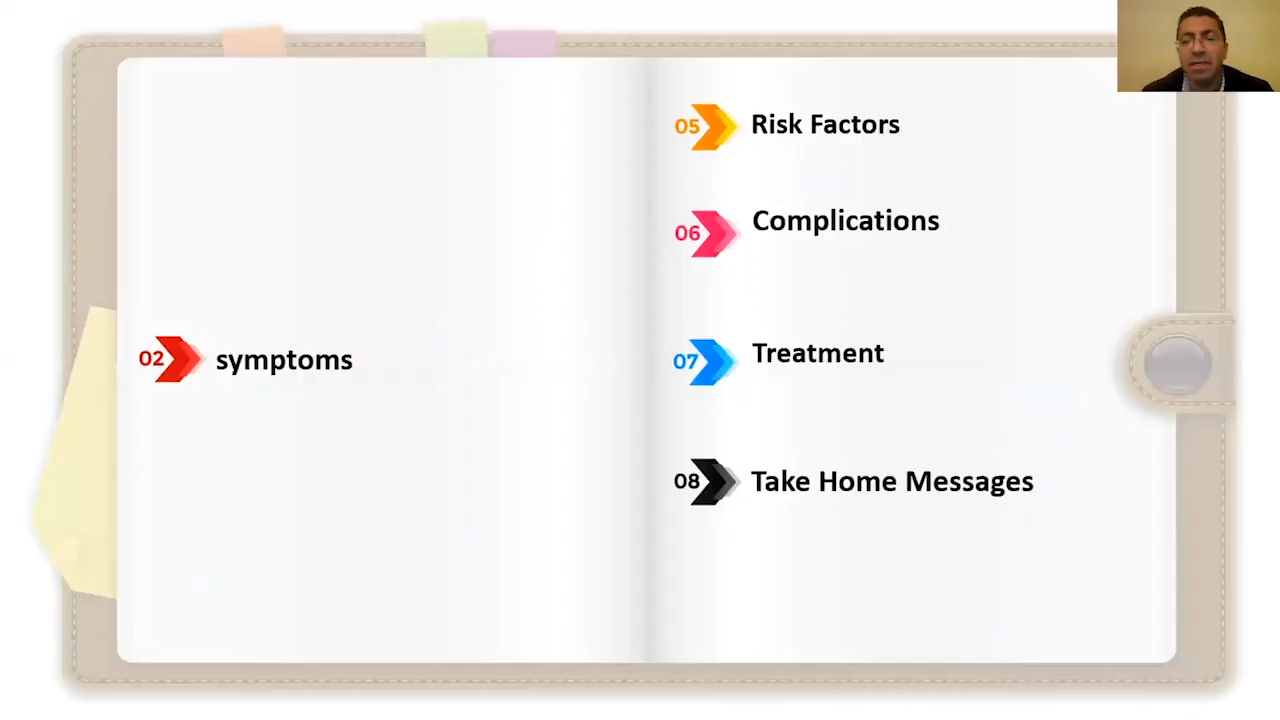 02 symptoms
05 Risk Factors
06 Complications
07 Treatment
08 Take Home Messages